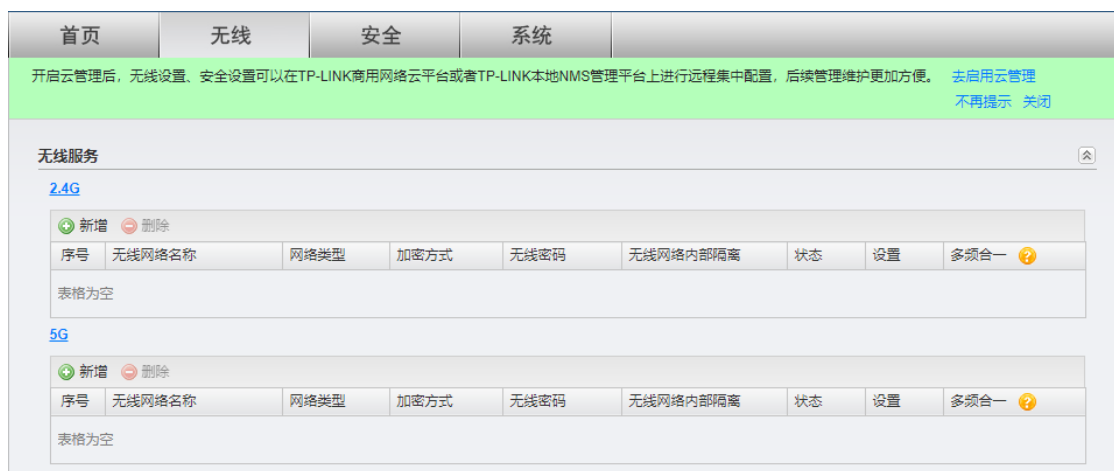 首页 无线 安全 系统
开启云管理后，无线设置、安全设置可以在TP-LINK商用网络云平台或者TP-LINK本地NMS管理平台上进行远程集中配置，后续管理维护更加方便。 去启用云管理
不再提示 关闭
无线服务
2.4G
新增 删除
序号 无线网络名称 网络类型 加密方式 无线密码 无线网络内部隔离 状态 设置 多频合一 ?
表格为空
5G
新增 删除
序号 无线网络名称 网络类型 加密方式 无线密码 无线网络内部隔离 状态 设置 多频合一 ?
表格为空